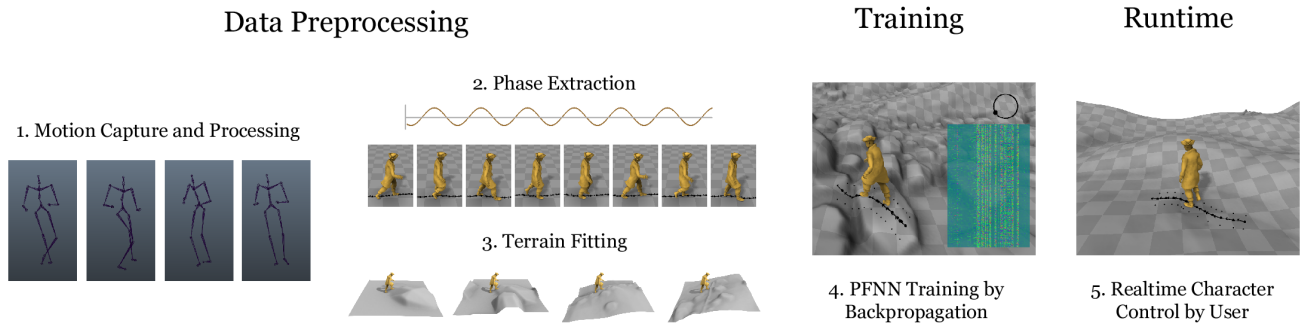 Data Preprocessing
Training
Runtime
1. Motion Capture and Processing
2. Phase Extraction
3. Terrain Fitting
4. PFNN Training by
Backpropagation
5. Realtime Character
Control by User